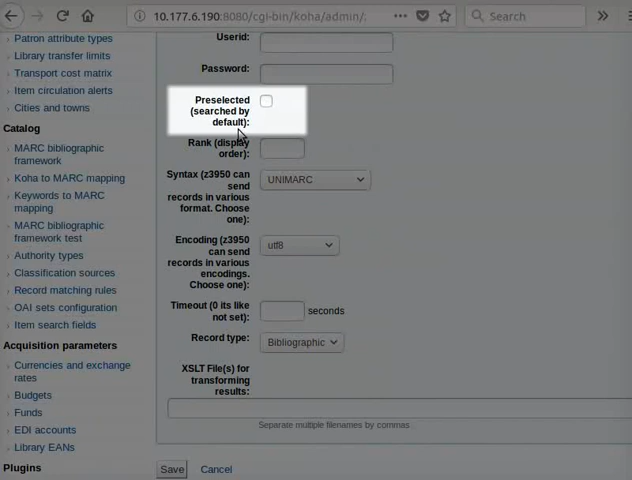 10.177.6.190:8080/cgi-bin/koha/admin/:
Search
Patron attribute types
Library transfer limits
Transport cost matrix
Item circulation alerts
Cities and towns
Catalog
MARC bibliographic
framework
Koha to MARC mapping
Keywords to MARC
mapping
MARC bibliographic
framework test
Authority types
Classification sources
Record matching rules
OAI sets configuration
Item search fields
Acquisition parameters
Currencies and exchange
rates
Budgets
Funds
EDI accounts
Library EANs
Plugins
Userid:
Password:
Preselected
(searched by
default):
Rank (display
order):
Syntax (z3950 can
send
records in various
format. Choose
one):
UNIMARC
Encoding (z3950
can send
records in various
encodings.
Choose one):
utf8
Timeout (0 its like
not set):
seconds
Record type:
Bibliographic
XSLT File(s) for
transforming
results:
Separate multiple filenames by commas
Save
Cancel